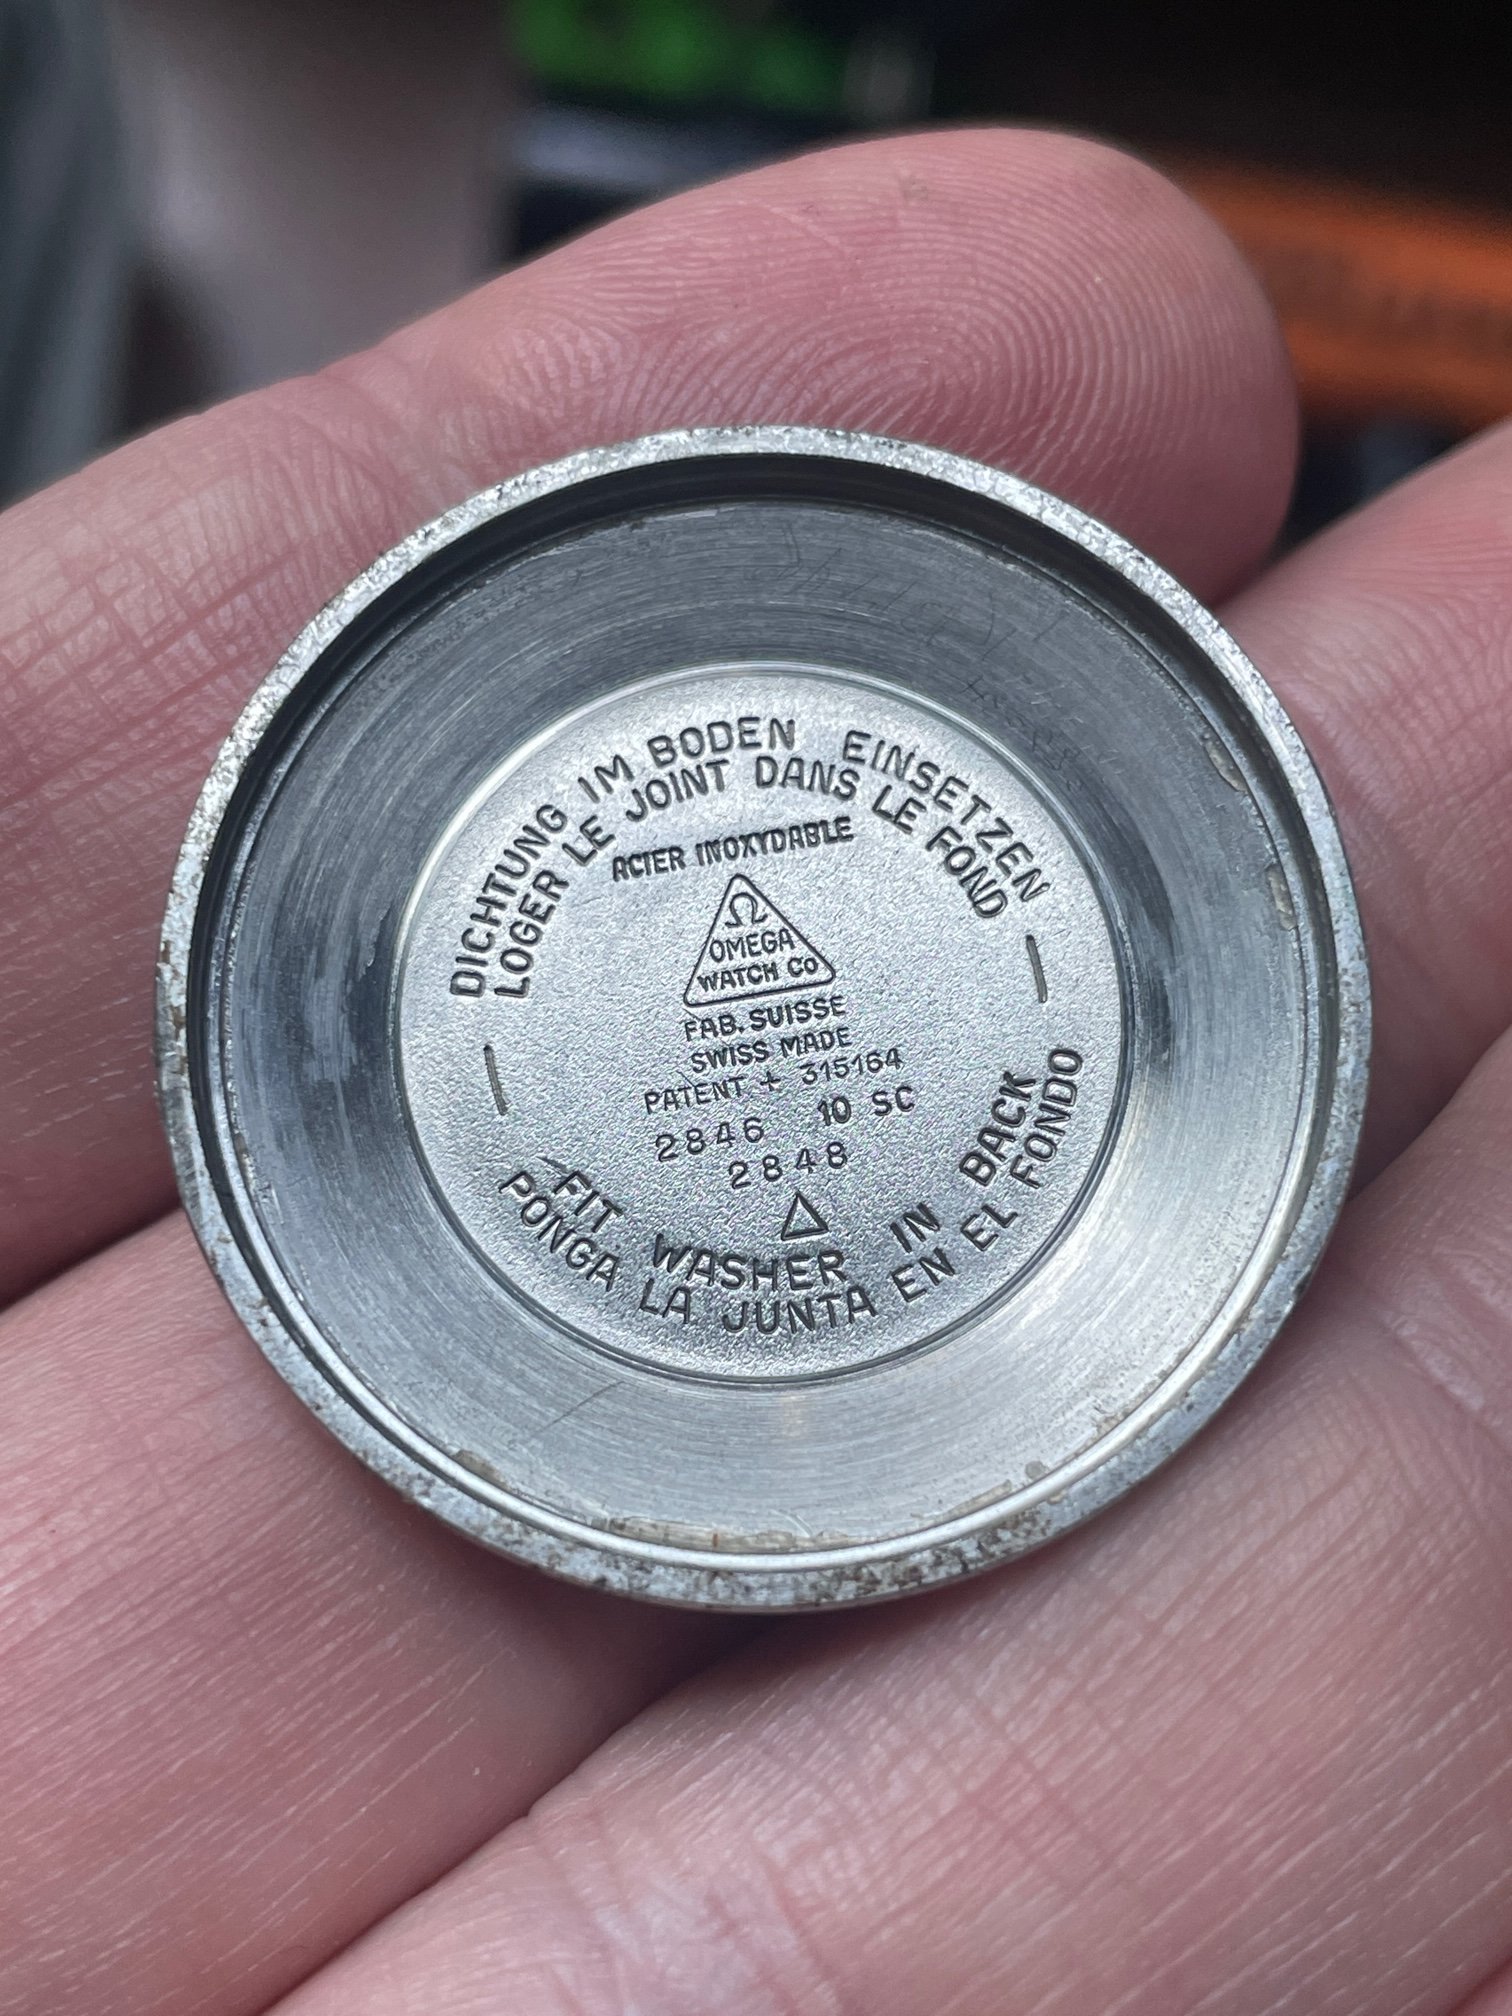 DICHTUNG IM BODEN EINSETZEN
LOGER LE JOINT DANS LE FOND
ACIER INOXYDABLE
Ω
OMEGA
WATCH Co
FAB. SUISSE
SWISS MADE
PATENT + 315164
2846 10 SC
2848
FIT WASHER IN BACK
PONGA LA JUNTA EN EL FONDO